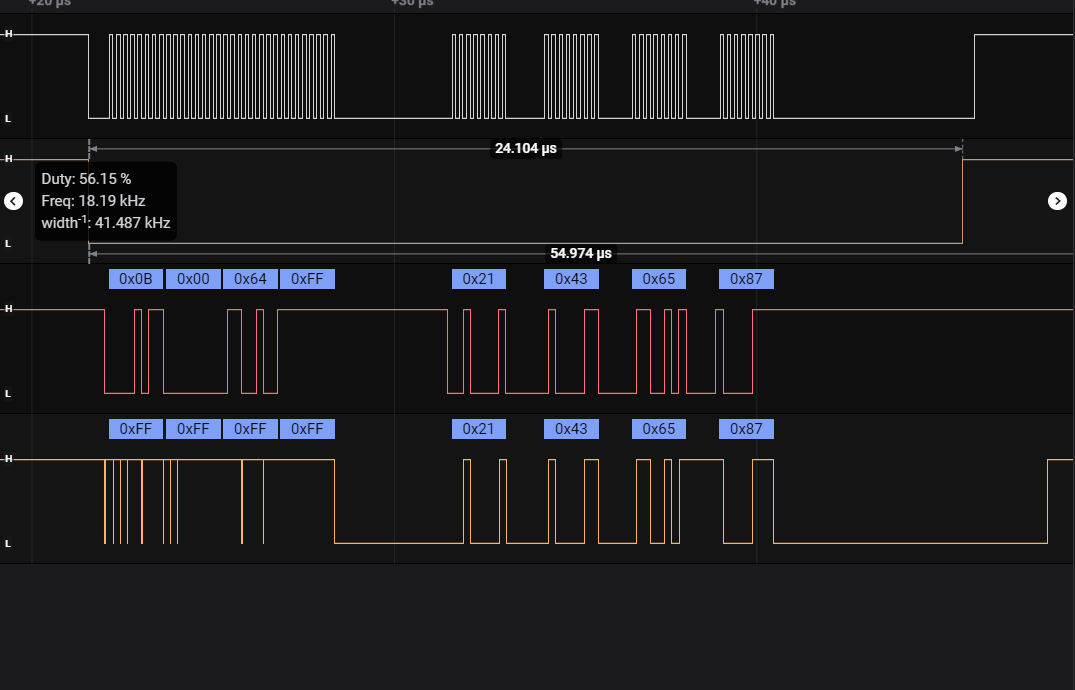 +20 µs +30 µs +40 µs
H
L
24.104 µs
H
Duty: 56.15 %
Freq: 18.19 kHz
width-1: 41.487 kHz
L
54.974 µs
0x0B 0x00 0x64 0xFF 0x21 0x43 0x65 0x87
H
L
0xFF 0xFF 0xFF 0xFF 0x21 0x43 0x65 0x87
H
L